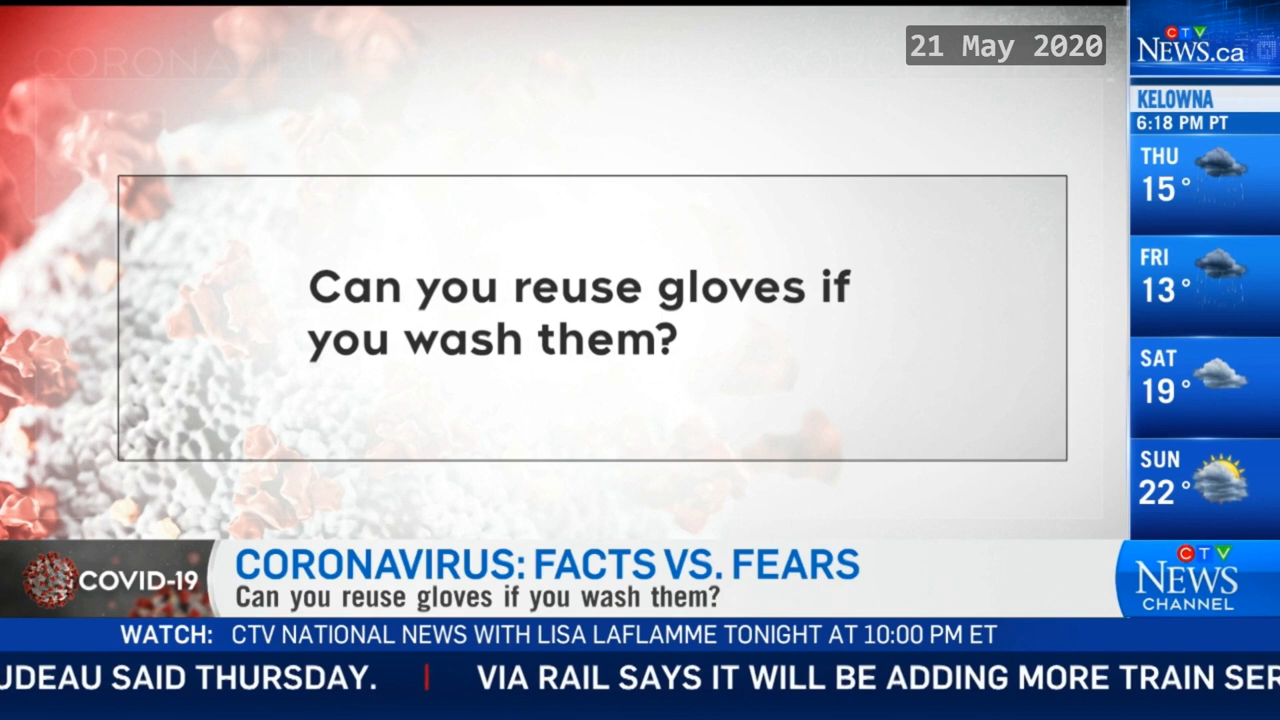 CORONA
21 May 2020
CTV
NEWS.ca
KELOWNA
6:18 PM PT
THU
15°
FRI
13°
SAT
19°
SUN
22°
Can you reuse gloves if
you wash them?
COVID-19
CORONAVIRUS: FACTS VS. FEARS
Can you reuse gloves if you wash them?
CTV
NEWS
CHANNEL
WATCH: CTV NATIONAL NEWS WITH LISA LAFLAMME TONIGHT AT 10:00 PM ET
UDEAU SAID THURSDAY. | VIA RAIL SAYS IT WILL BE ADDING MORE TRAIN SER